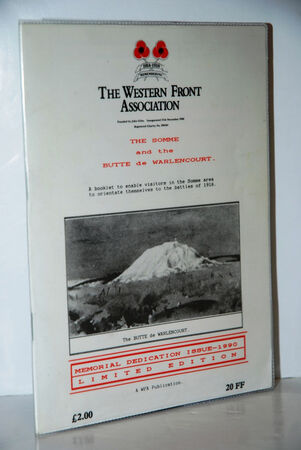 1914-1918
REMEMBERING
THE WESTERN FRONT
ASSOCIATION
THE SOMME
and the
BUTTE de WARLENCOURT.
A booklet to enable visitors in the Somme area
to orientate themselves to the battles of 1916.
The BUTTE de WARLENCOURT.
MEMORIAL DEDICATION ISSUE-1990
LIMITED EDITION
A WFA Publication.
£2.00
20 FF